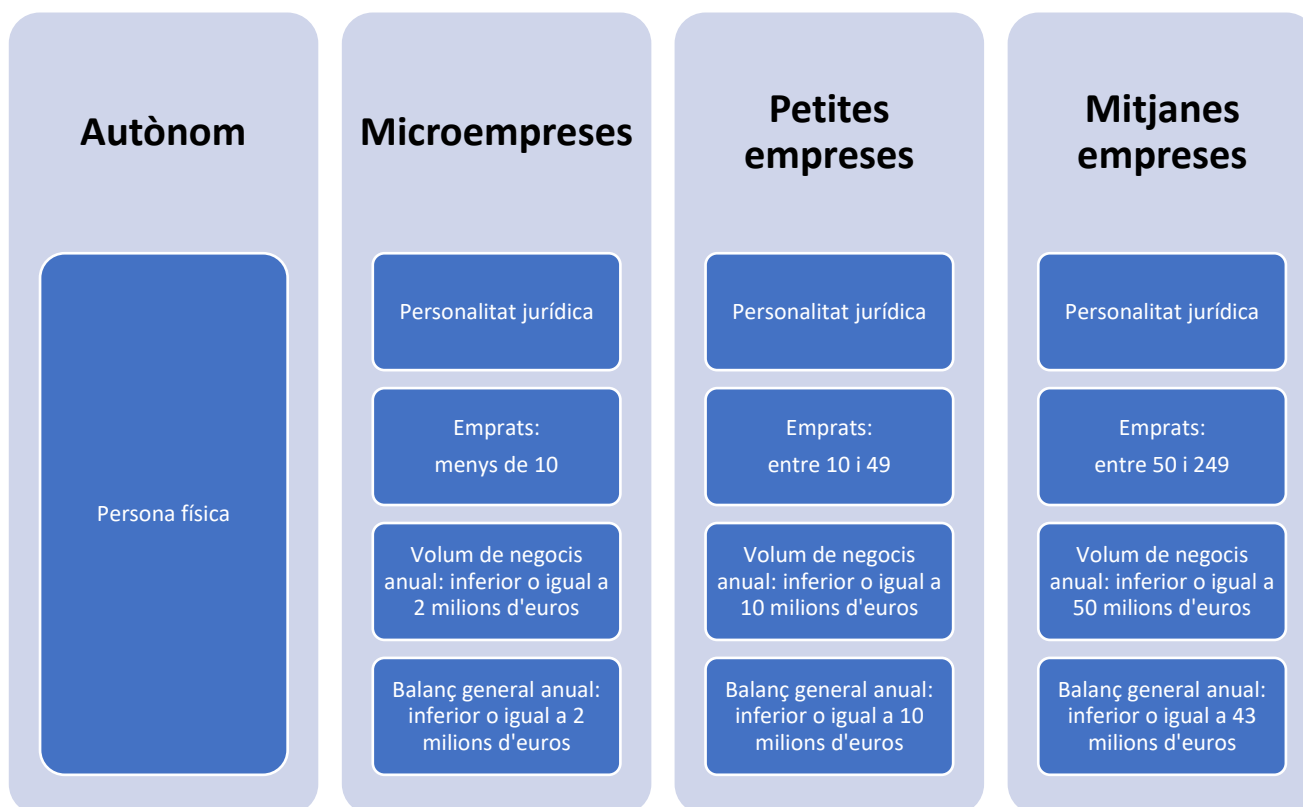 Autònom
Persona física
Microempreses
Personalitat jurídica
Emprats:
menys de 10
Volum de negocis
anual: inferior o igual a
2 milions d'euros
Balanç general anual:
inferior o igual a 2
milions d'euros
Petites
empreses
Personalitat jurídica
Emprats:
entre 10 i 49
Volum de negocis
anual: inferior o igual a
10 milions d'euros
Balanç general anual:
inferior o igual a 10
milions d'euros
Mitjanes
empreses
Personalitat jurídica
Emprats:
entre 50 i 249
Volum de negocis
anual: inferior o igual a
50 milions d'euros
Balanç general anual:
inferior o igual a 43
milions d'euros